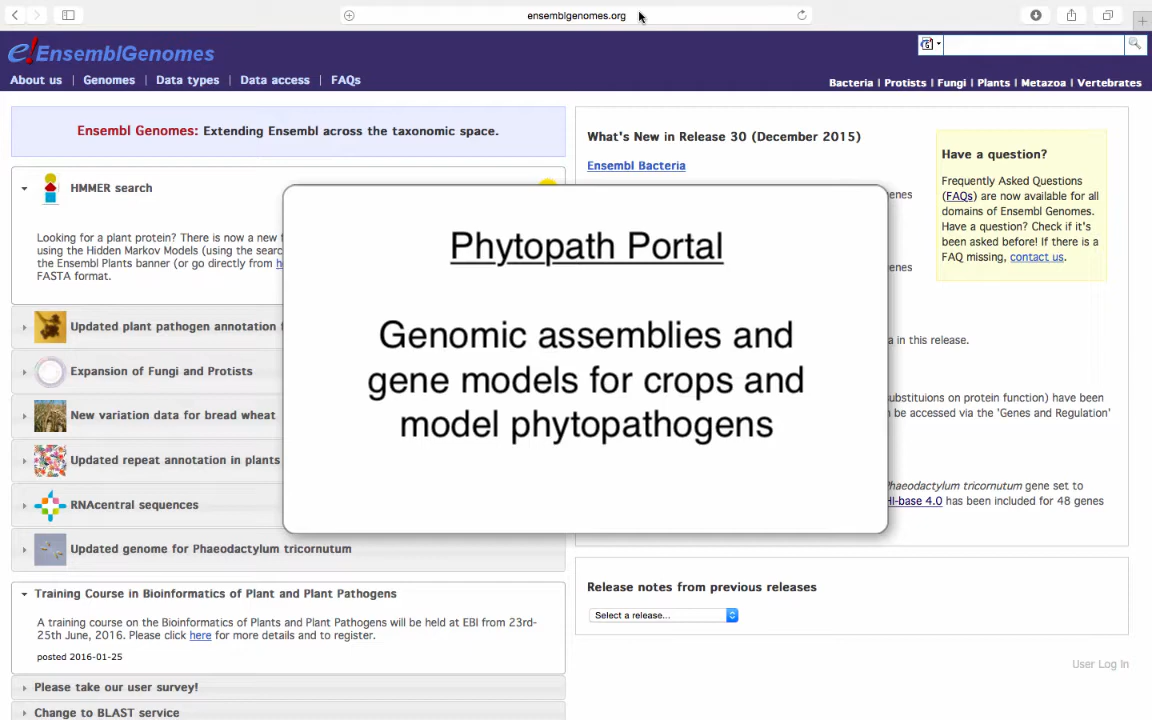 ensemblgenomes.org
e!EnsemblGenomes
About us | Genomes | Data types | Data access | FAQs
Bacteria | Protists | Fungi | Plants | Metazoa | Vertebrates
Ensembl Genomes: Extending Ensembl across the taxonomic space.
HMMER search
Looking for a plant protein? There is now a new
using the Hidden Markov Models (using the
the Ensembl Plants banner (or go directly from
FASTA format.
Updated plant pathogen annotation
Expansion of Fungi and Protists
New variation data for bread wheat
Updated repeat annotation in plants
RNAcentral sequences
Updated genome for Phaeodactylum tricornutum
Training Course in Bioinformatics of Plant and Plant Pathogens
A training course on the Bioinformatics of Plants and Plant Pathogens will be held at EBI from 23rd-
25th June, 2016. Please click here for more details and to register.
posted 2016-01-25
Please take our user survey!
Change to BLAST service
Phytopath Portal
Genomic assemblies and
gene models for crops and
model phytopathogens
What's New in Release 30 (December 2015)
Ensembl Bacteria
enes
enes
a in this release.
on protein function) have been
be accessed via the 'Genes and Regulation'
tricornutum gene set to
4.0 has been included for 48 genes
Have a question?
Frequently Asked Questions
(FAQs) are now available for all
domains of Ensembl Genomes.
Have a question? Check if it's
been asked before! If there is a
FAQ missing, contact us.
Release notes from previous releases
Select a release...
User Log In